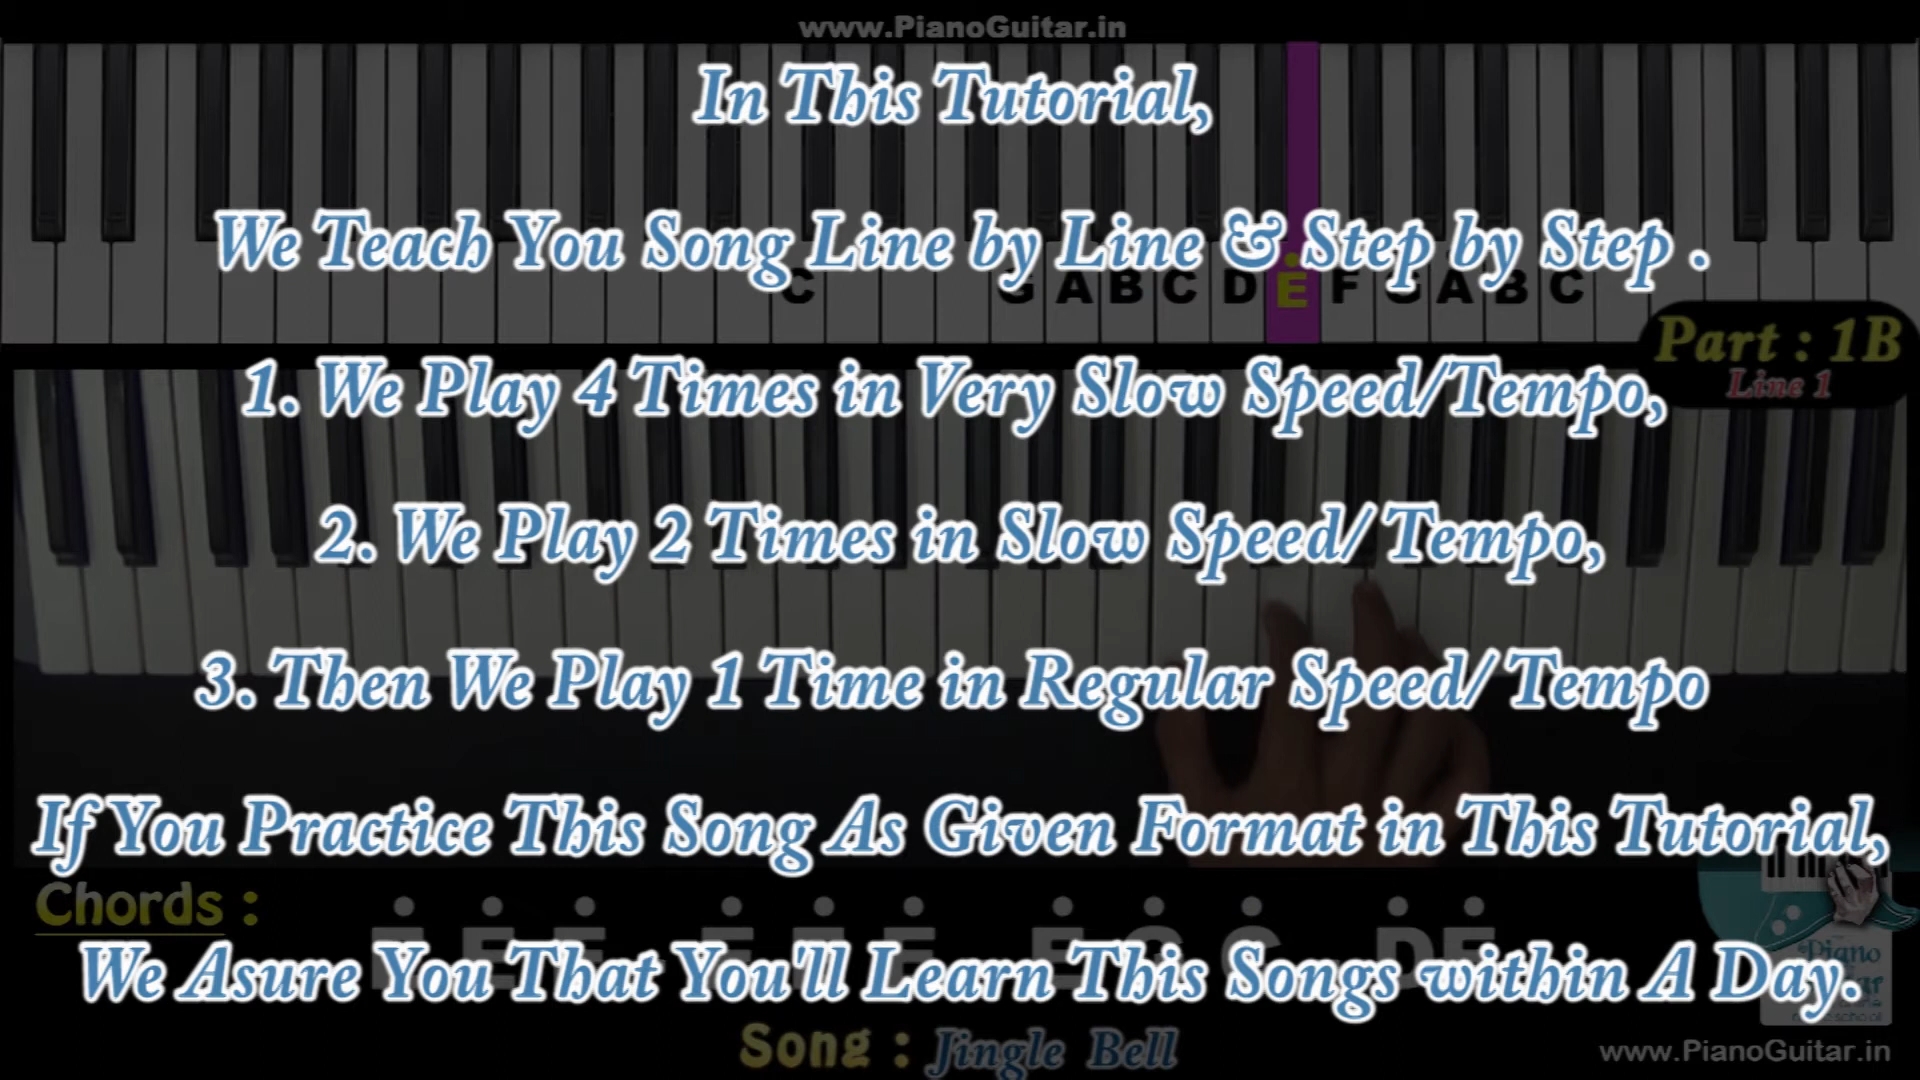 www.PianoGuitar.in
In This Tutorial,
We Teach You Song Line by Line & Step by Step .
C G A B C D E F G A B C
Part : 1B
Line 1
1. We Play 4 Times in Very Slow Speed/Tempo,
2. We Play 2 Times in Slow Speed/ Tempo,
3. Then We Play 1 Time in Regular Speed/ Tempo
If You Practice This Song As Given Format in This Tutorial,
Chords :
We Asure You That You'll Learn This Songs within A Day.
Piano
Song : Jingle Bell
www.PianoGuitar.in